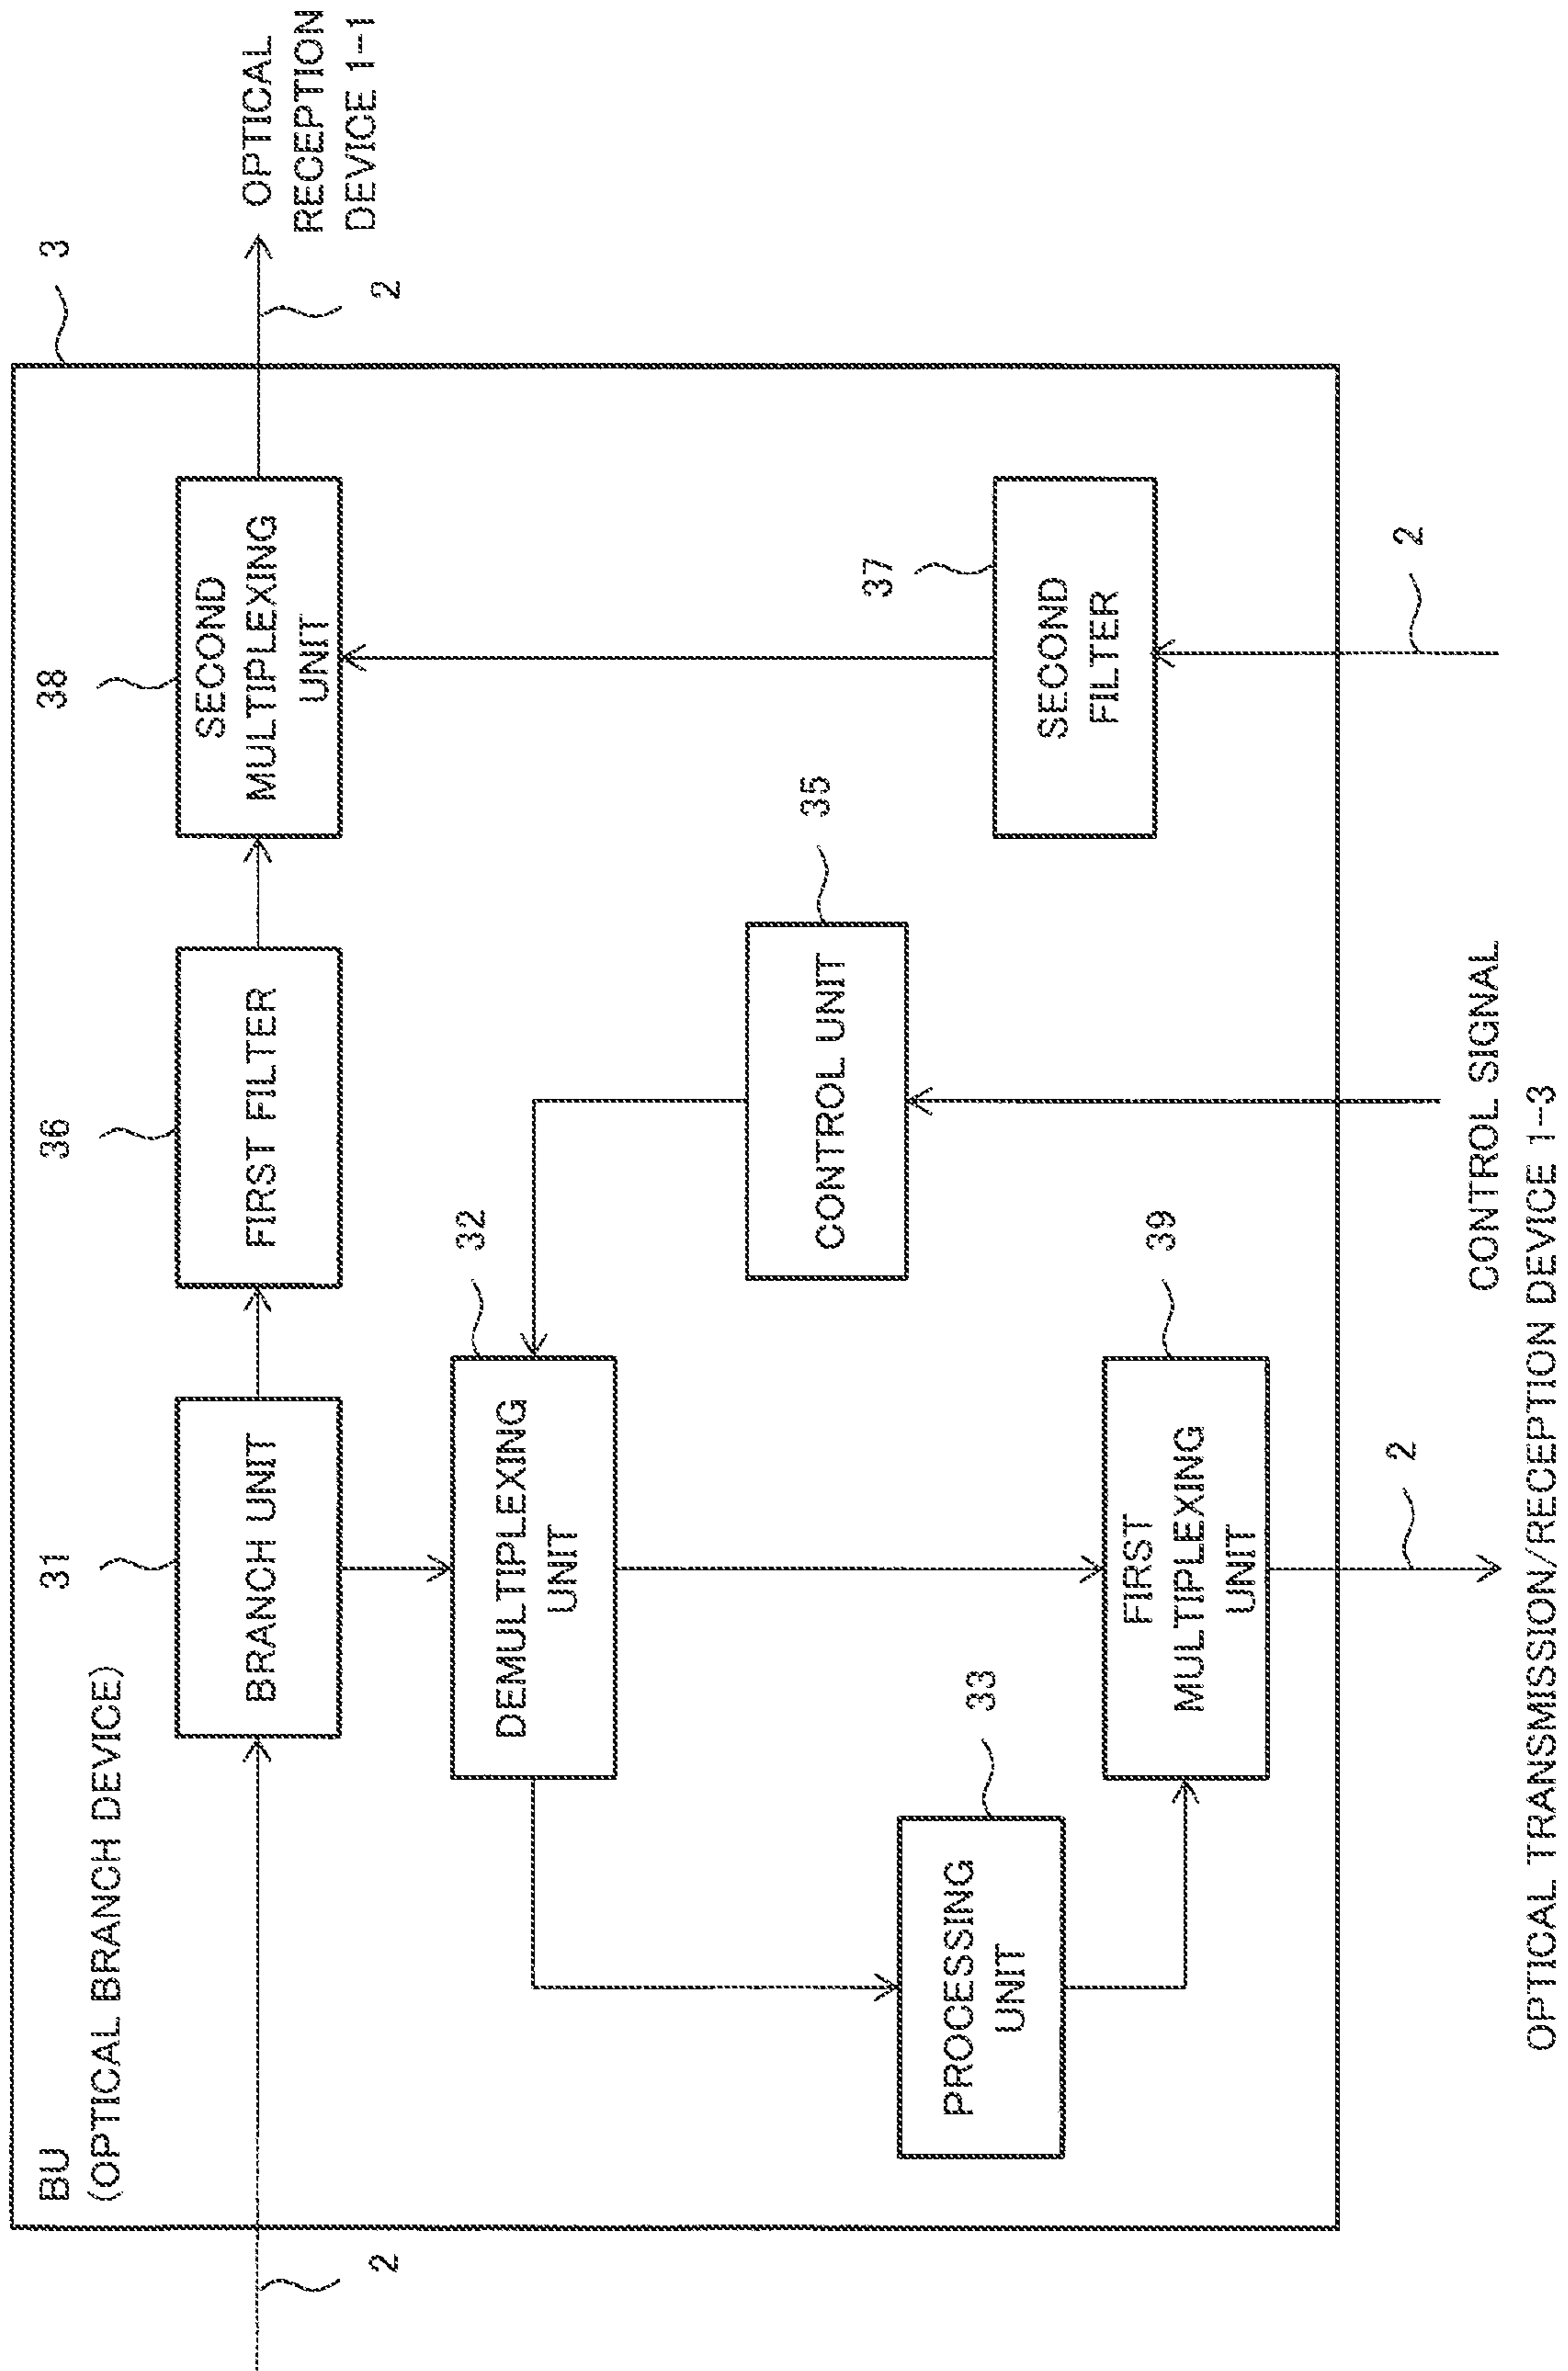 BU
(OPTICAL BRANCH DEVICE)
3
31
36
38
BRANCH UNIT
FIRST FILTER
SECOND
MULTIPLEXING
UNIT
OPTICAL
RECEPTION
DEVICE 1-1
2
2
32
DEMULTIPLEXING
UNIT
35
CONTROL UNIT
37
SECOND
FILTER
33
PROCESSING
UNIT
39
FIRST
MULTIPLEXING
UNIT
2
2
CONTROL SIGNAL
OPTICAL TRANSMISSION/RECEPTION DEVICE 1-3